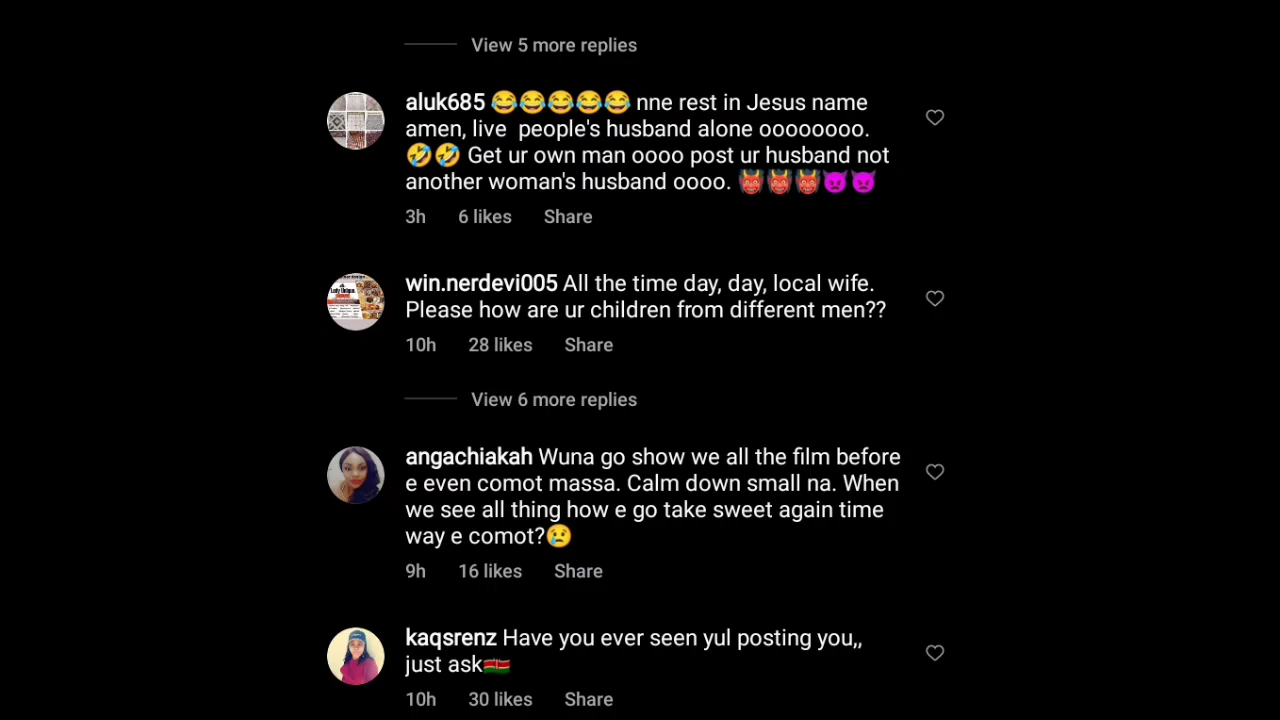 View 5 more replies
aluk685 😂😂😂😂😂 nne rest in Jesus name
amen, live people's husband alone oooooooo.
🤣🤣 Get ur own man oooo post ur husband not
another woman's husband oooo. 👹👹👹👿👿
3h 6 likes Share
win.nerdevi005 All the time day, day, local wife.
Please how are ur children from different men??
10h 28 likes Share
View 6 more replies
angachiakah Wuna go show we all the film before
e even comot massa. Calm down small na. When
we see all thing how e go take sweet again time
way e comot?😢
9h 16 likes Share
kaqsrenz Have you ever seen yul posting you,,
just ask🇰🇪
10h 30 likes Share